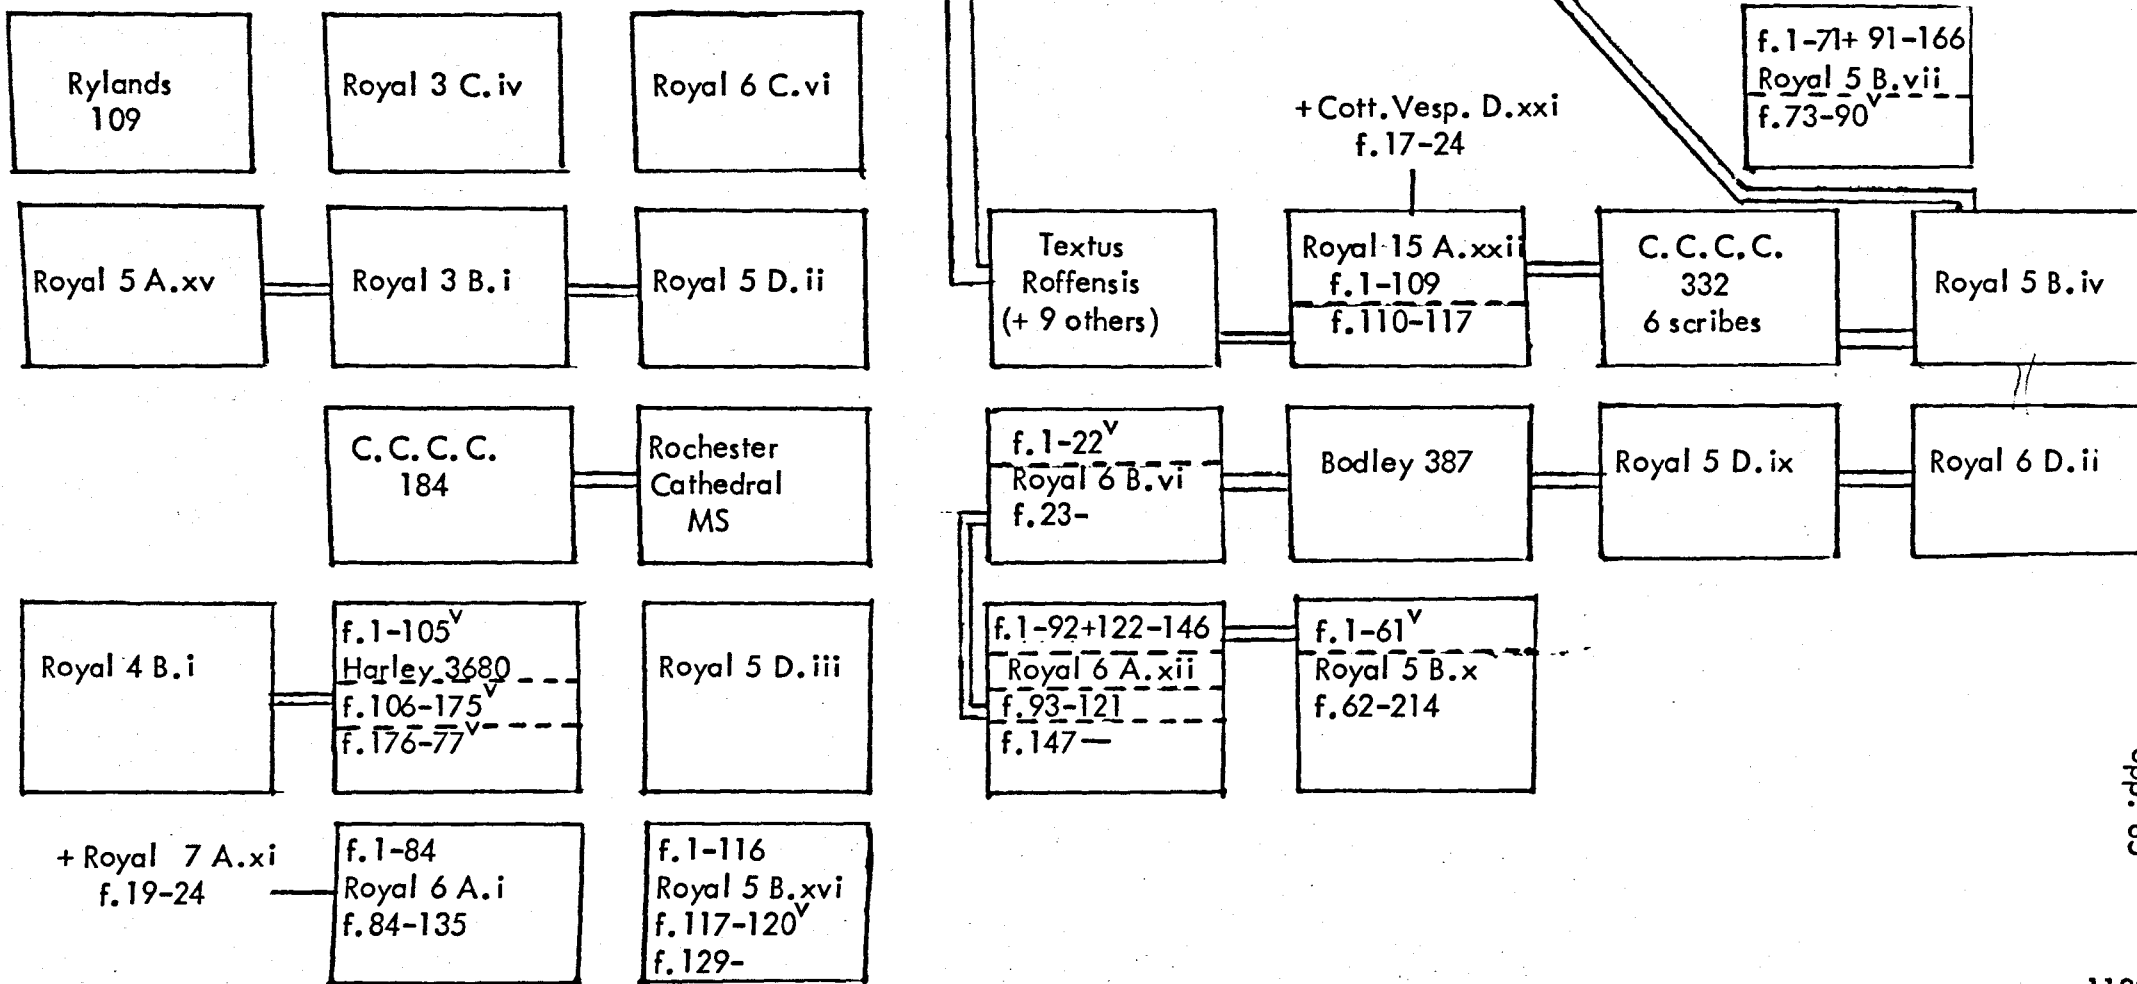 Rylands
109
Royal 3 C.iv
Royal 6 C.vi
f.1-71+ 91-166
Royal 5 B.vii
f.73-90v
+Cott.Vesp. D.xxi
f.17-24
Royal 5 A.xv
Royal 3 B.i
Royal 5 D.ii
Textus
Roffensis
(+ 9 others)
Royal 15 A.xxii
f.1-109
f.110-117
C.C.C.C.
332
6 scribes
Royal 5 B.iv
C.C.C.C.
184
Rochester
Cathedral
MS
f.1-22v
Royal 6 B.vi
f.23-
Bodley 387
Royal 5 D.ix
Royal 6 D.ii
Royal 4 B.i
f.1-105v
Harley 3680
f.106-175v
f.176-77v
Royal 5 D.iii
f.1-92+122-146
Royal 6 A.xii
f.93-121
f.147—
f.1-61v
Royal 5 B.x
f.62-214
+ Royal 7 A.xi
f.19-24
f.1-84
Royal 6 A.i
f.84-135
f.1-116
Royal 5 B.xvi
f.117-120v
f.129-